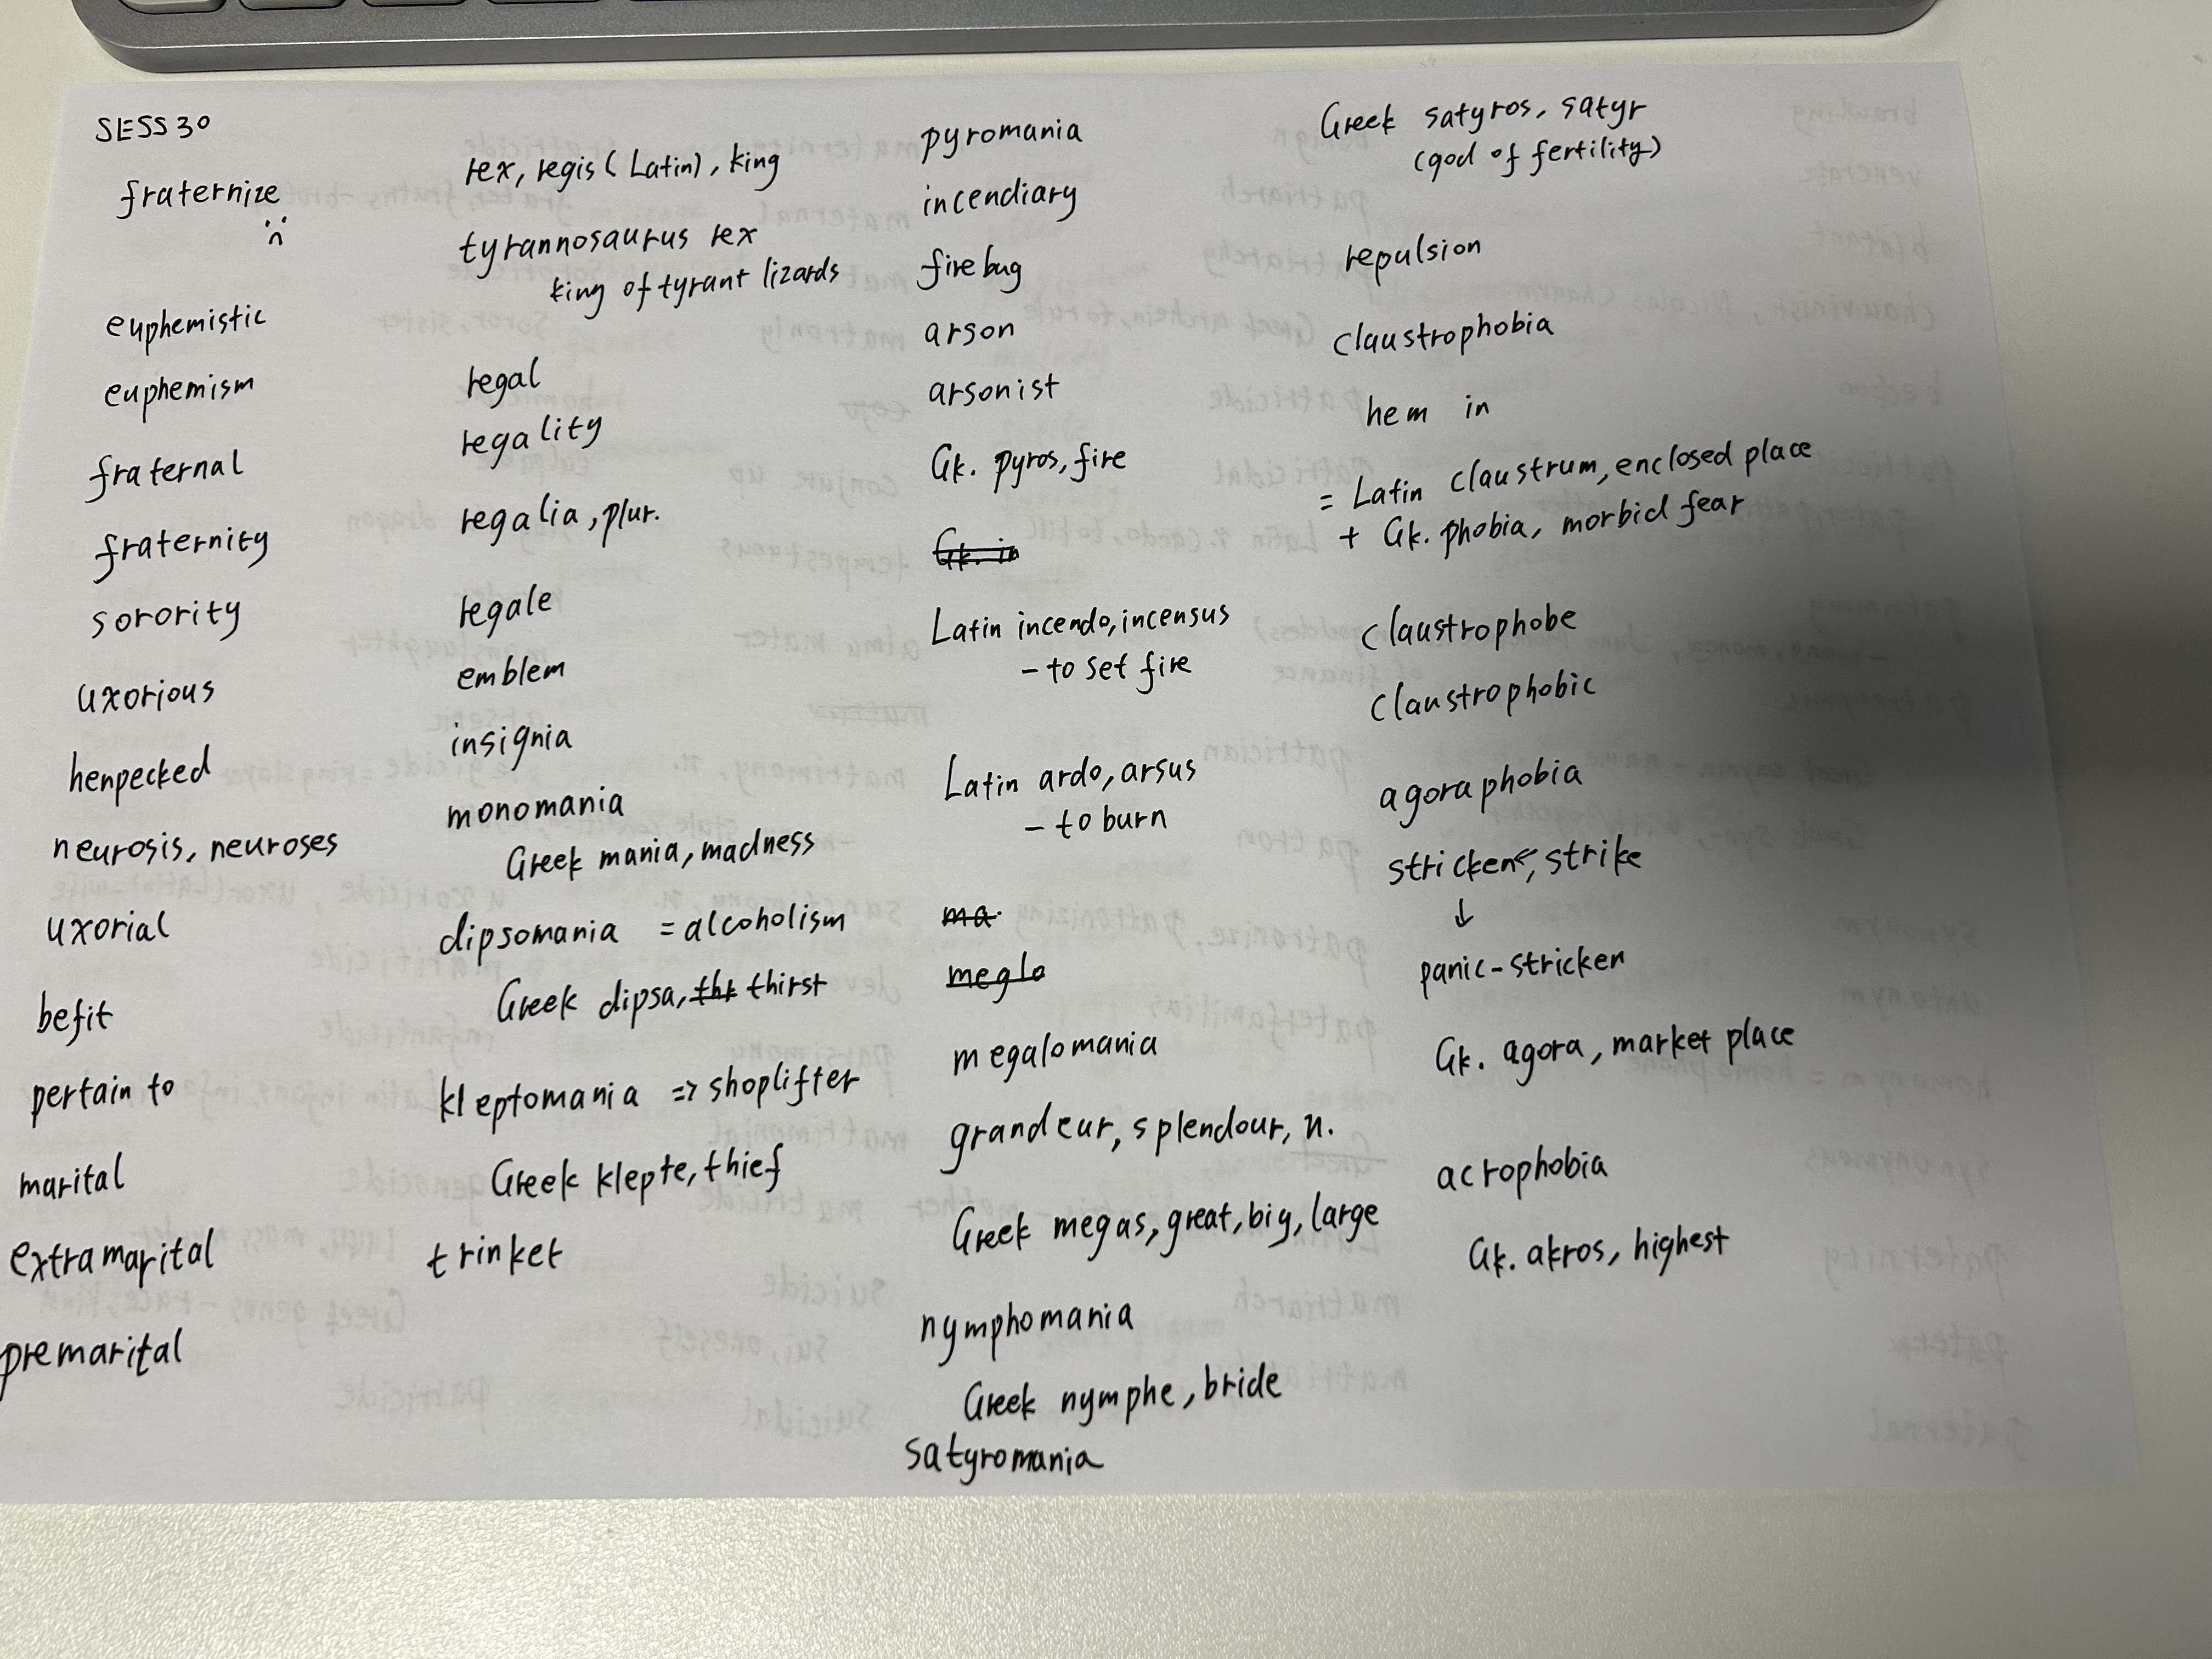 SESS 30
fraternize
euphemistic
euphemism
fraternal
fraternity
sorority
uxorious
henpecked
neurosis, neuroses
uxorial
befit
pertain to
marital
extramarital
premarital
rex, regis (Latin), king
tyrannosaurus rex
king of tyrant lizards
regal
regality
regalia, plur.
regale
emblem
insignia
monomania
Greek mania, madness
dipsomania = alcoholism
Greek dipsa, thr thirst
kleptomania => shoplifter
Greek klepte, thief
trinket
pyromania
incendiary
firebug
arson
arsonist
Gk. pyros, fire
Gk. in
Latin incendo, incensus
- to set fire
Latin ardo, arsus
- to burn
ma
meglo
megalomania
grandeur, splendour, n.
Greek megas, great, big, large
nymphomania
Greek nymphe, bride
satyromania
Greek satyros, satyr
(god of fertility)
repulsion
claustrophobia
hem in
= Latin claustrum, enclosed place
+ Gk. phobia, morbid fear
claustrophobe
claustrophobic
agoraphobia
stricken, strike
↓
panic-stricken
Gk. agora, market place
acrophobia
Gk. akros, highest